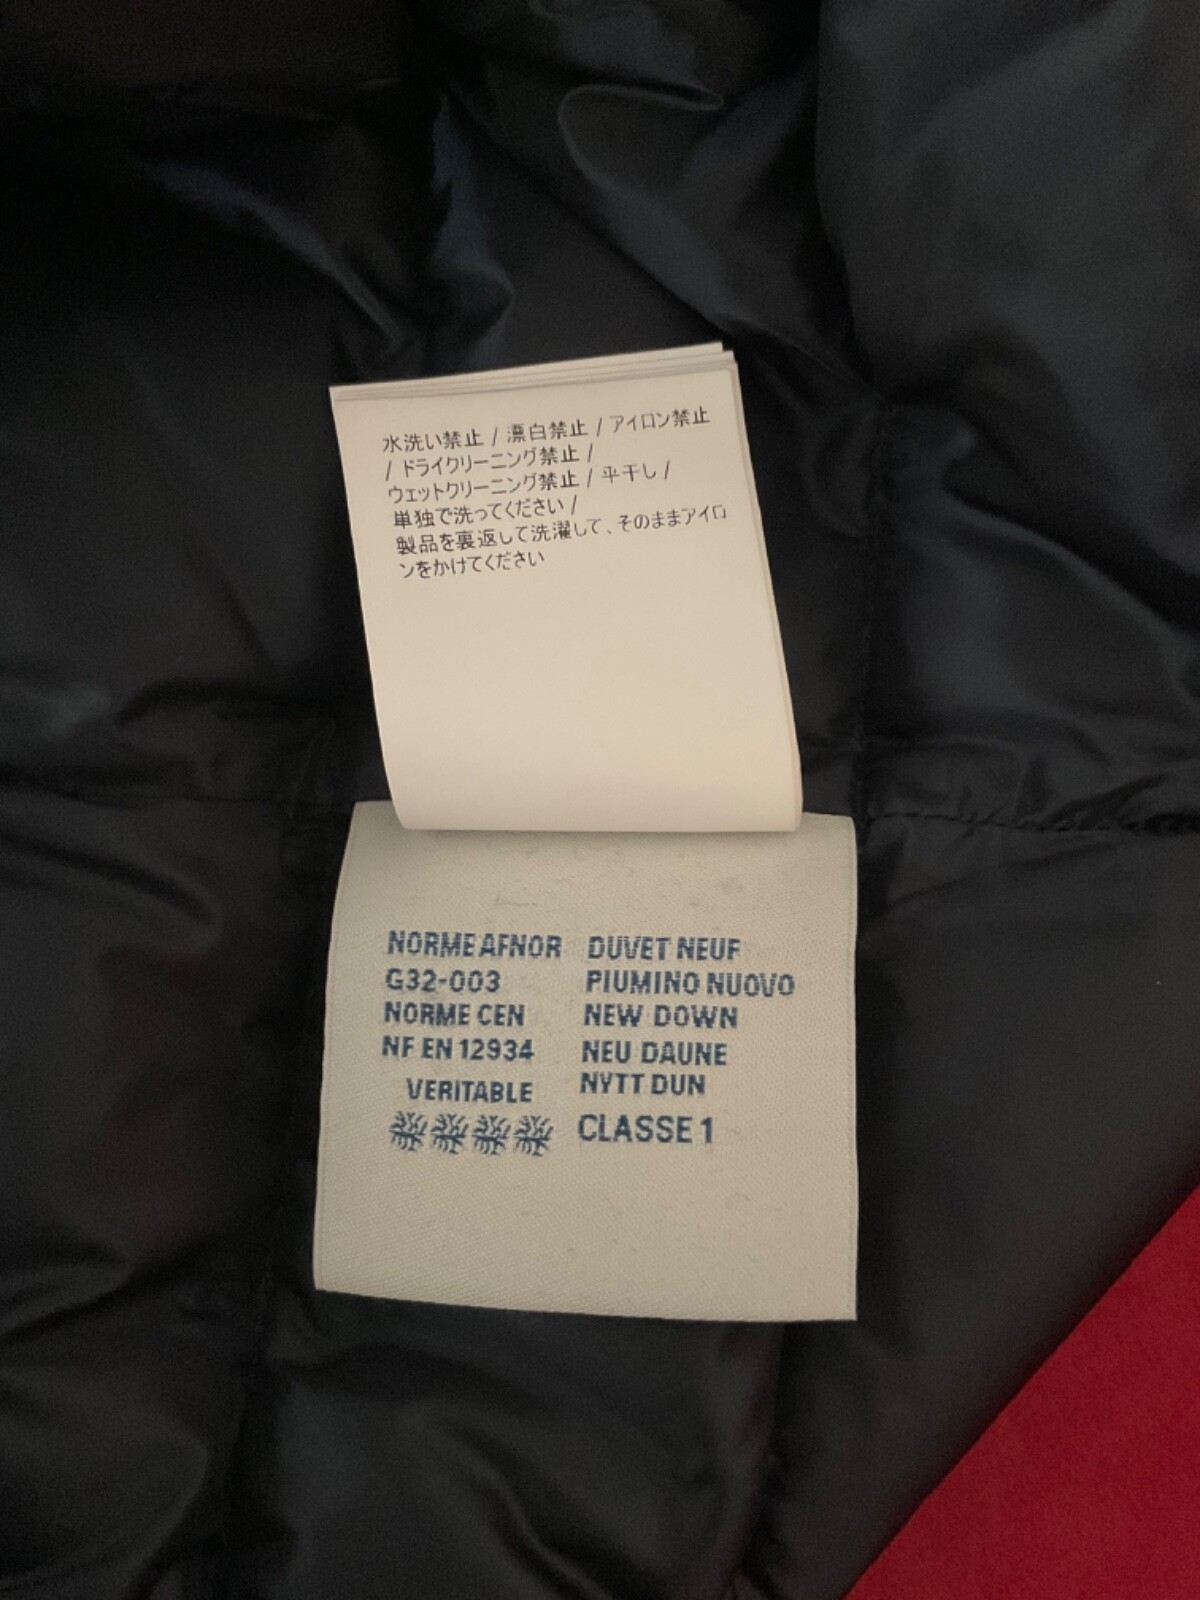 水洗い禁止 / 漂白禁止 / アイロン禁止
/ ドライクリーニング禁止 /
ウェットクリーニング禁止 / 平干し /
単独で洗ってください /
製品を裏返して洗濯して、そのままアイロ
ンをかけてください
NORME AFNOR
G32-003
NORME CEN
NF EN 12934
VERITABLE
DUVET NEUF
PIUMINO NUOVO
NEW DOWN
NEU DAUNE
NYTT DUN
CLASSE 1